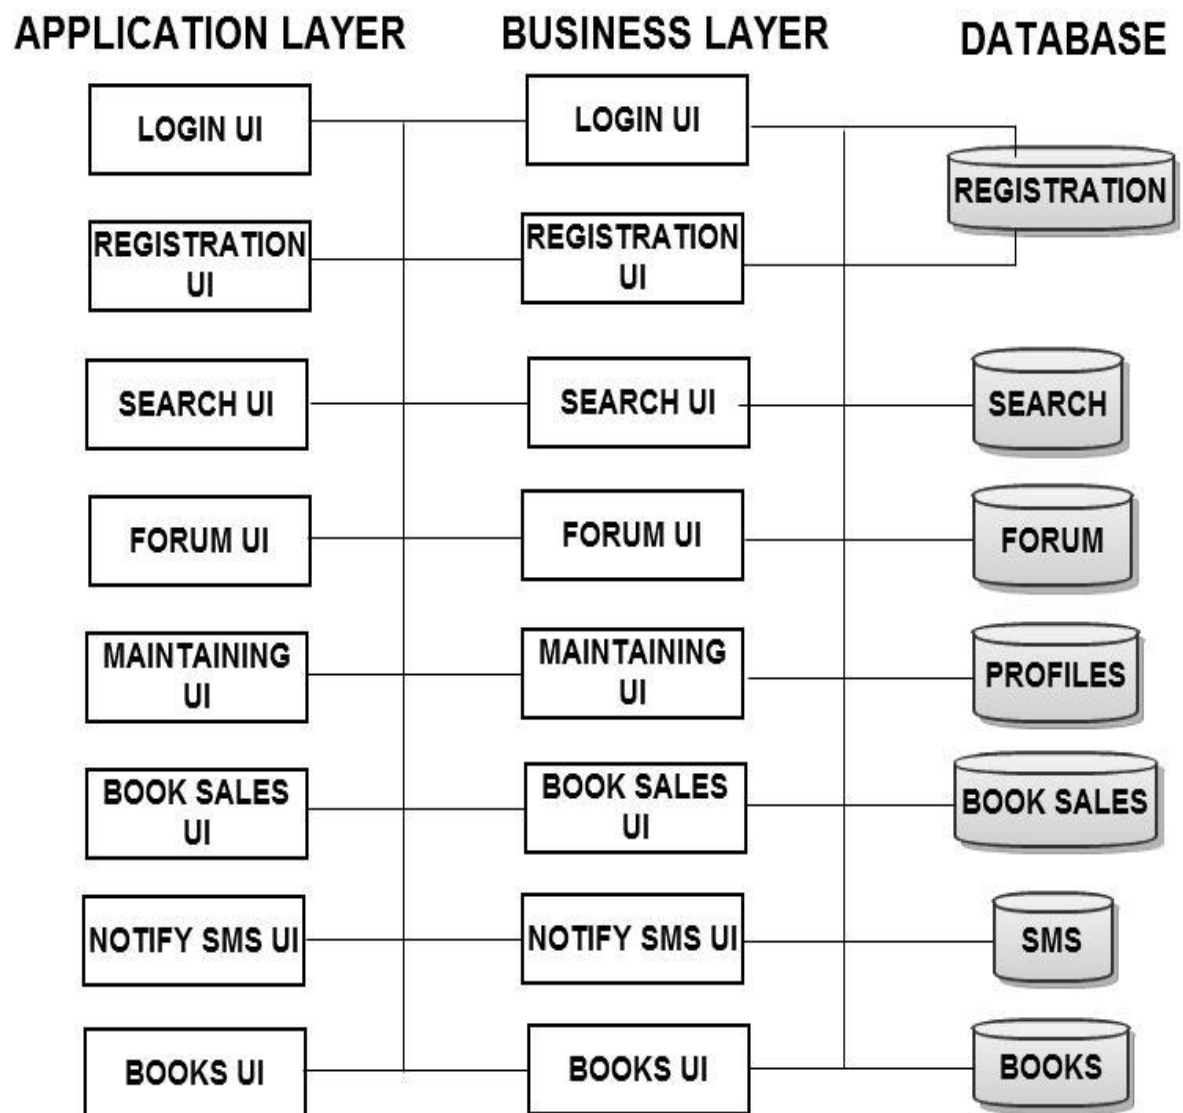 APPLICATION LAYER
BUSINESS LAYER
DATABASE
LOGIN UI
LOGIN UI
REGISTRATION
REGISTRATION
UI
REGISTRATION
UI
SEARCH UI
SEARCH UI
SEARCH
FORUM UI
FORUM UI
FORUM
MAINTAINING
UI
MAINTAINING
UI
PROFILES
BOOK SALES
UI
BOOK SALES
UI
BOOK SALES
NOTIFY SMS UI
NOTIFY SMS UI
SMS
BOOKS UI
BOOKS UI
BOOKS